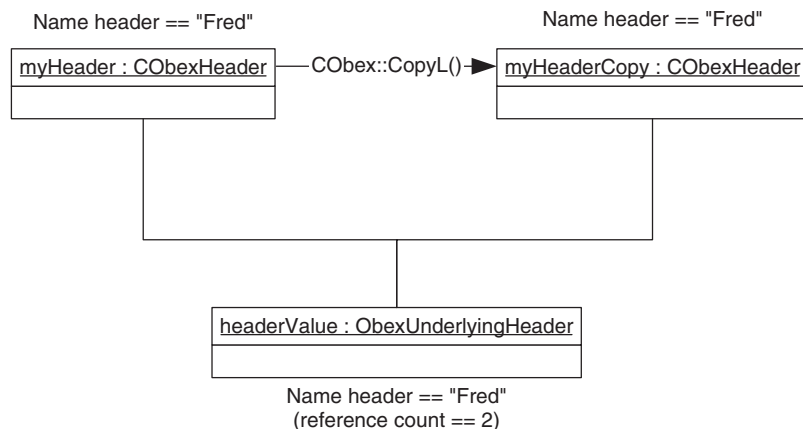 Name header == "Fred"
Name header == "Fred"
myHeader : CObexHeader
CObex::CopyL()
myHeaderCopy : CObexHeader
headerValue : ObexUnderlyingHeader
Name header == "Fred"
(reference count == 2)